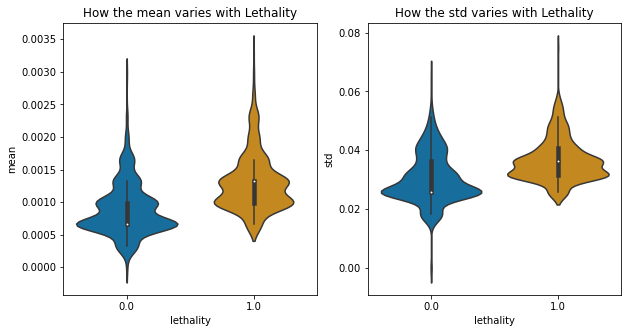 How the mean varies with Lethality
How the std varies with Lethality
mean
0.0035
0.0030
0.0025
0.0020
0.0015
0.0010
0.0005
0.0000
0.0
1.0
lethality
std
0.08
0.06
0.04
0.02
0.00
0.0
1.0
lethality